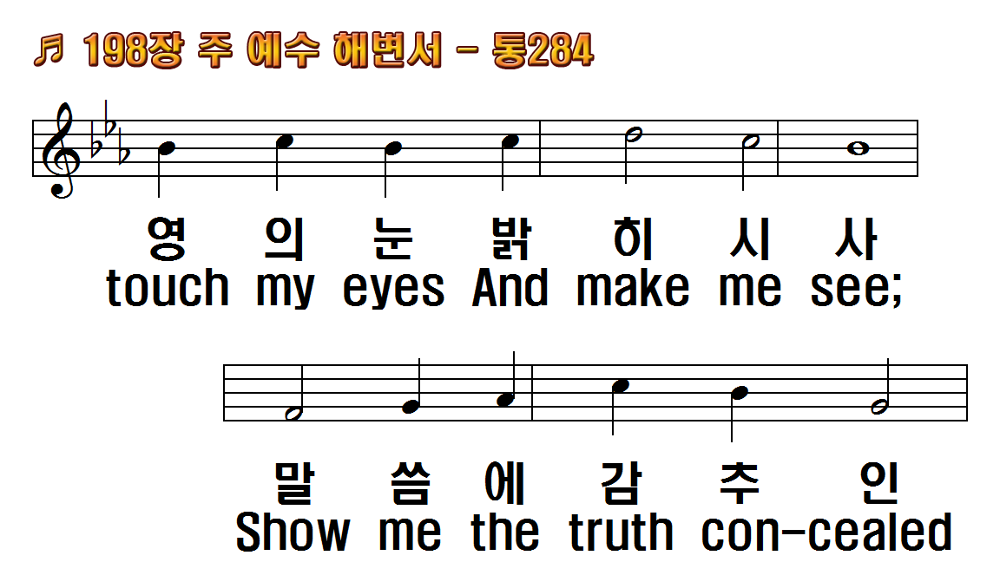 ♬ 198장 주 예수 해변서 - 통284
영 의 눈 밝 히 시 사
touch my eyes And make me see;
말 씀 에 감 추 인
Show me the truth con-cealed